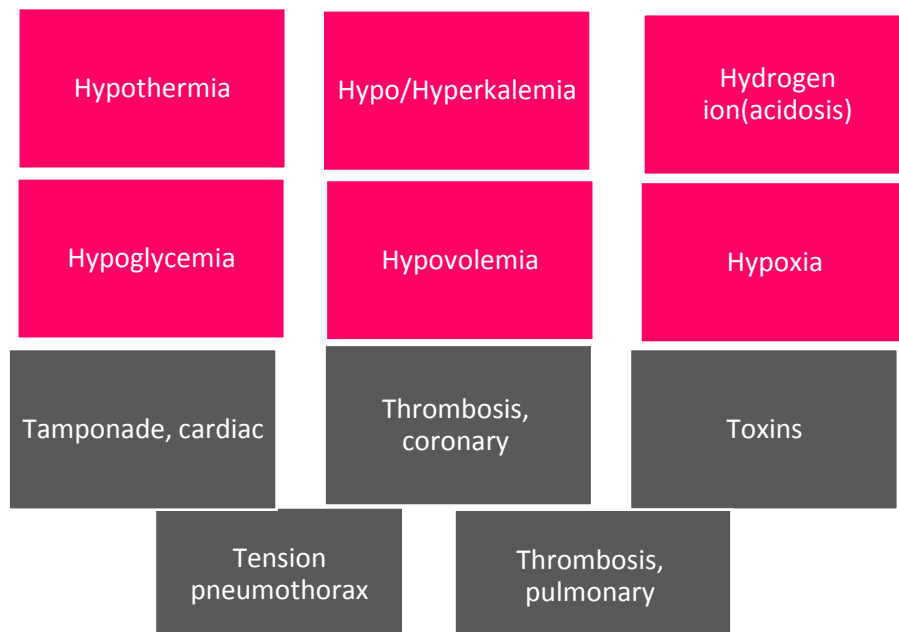 Hypothermia
Hypo/Hyperkalemia
Hydrogen
ion(acidosis)
Hypoglycemia
Hypovolemia
Hypoxia
Tamponade, cardiac
Thrombosis,
coronary
Toxins
Tension
pneumothorax
Thrombosis,
pulmonary